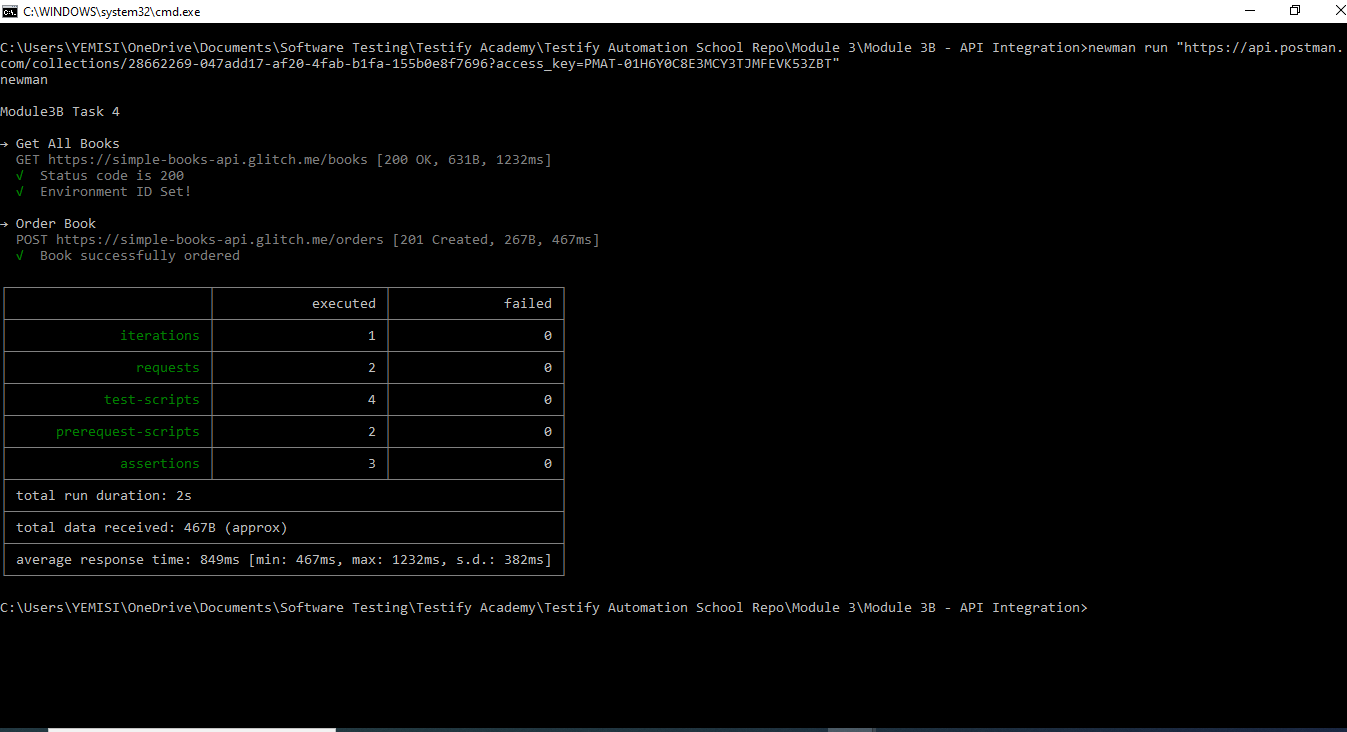 C:\WINDOWS\system32\cmd.exe
C:\Users\YEMISI\OneDrive\Documents\Software Testing\Testify Academy\Testify Automation School Repo\Module 3\Module 3B - API Integration>newman run "https://api.postman.
com/collections/28662269-047add17-af20-4fab-b1fa-155b0e8f7696?access_key=PMAT-01H6Y0C8E3MCY3TJMFEVK53ZBT"
newman
Module3B Task 4
→ Get All Books
GET https://simple-books-api.glitch.me/books [200 OK, 631B, 1232ms]
√ Status code is 200
√ Environment ID Set!
→ Order Book
POST https://simple-books-api.glitch.me/orders [201 Created, 267B, 467ms]
√ Book successfully ordered
executed failed
iterations 1 0
requests 2 0
test-scripts 4 0
prerequest-scripts 2 0
assertions 3 0
total run duration: 2s
total data received: 467B (approx)
average response time: 849ms [min: 467ms, max: 1232ms, s.d.: 382ms]
C:\Users\YEMISI\OneDrive\Documents\Software Testing\Testify Academy\Testify Automation School Repo\Module 3\Module 3B - API Integration>